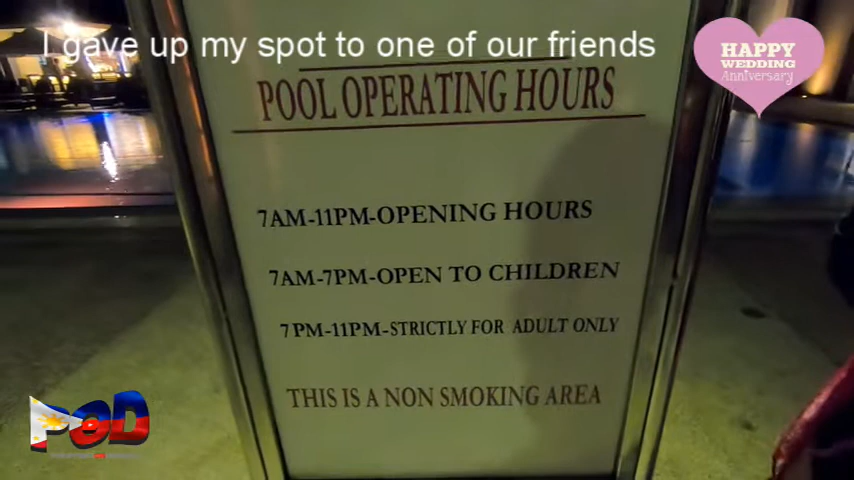 I gave up my spot to one of our friends
HAPPY
WEDDING
Anniversary
POOL OPERATING HOURS
7AM-11PM-OPENING HOURS
7AM-7PM-OPEN TO CHILDREN
7PM-11PM-STRICTLY FOR ADULT ONLY
THIS IS A NON SMOKING AREA
POD